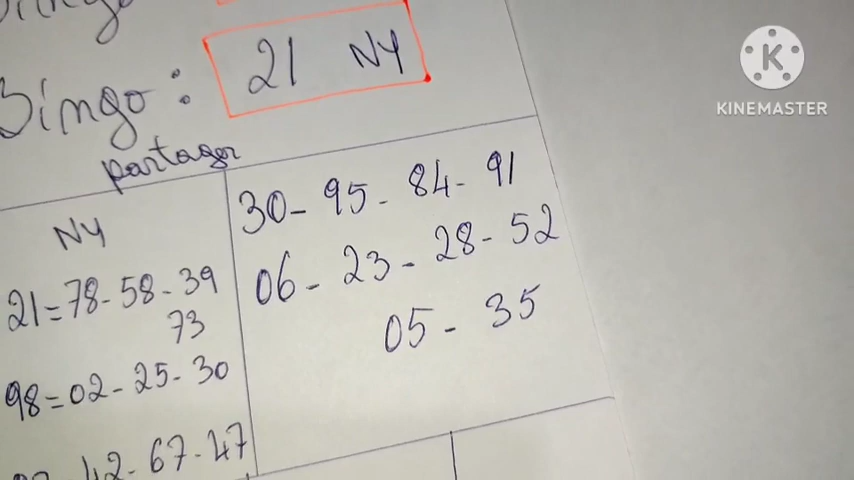 Bingo : 21 NY
partager
NY
21=78-58-39
73
98=02-25-30
42-67-47
30-95-84-91
06-23-28-52
05-35
K
KINEMASTER